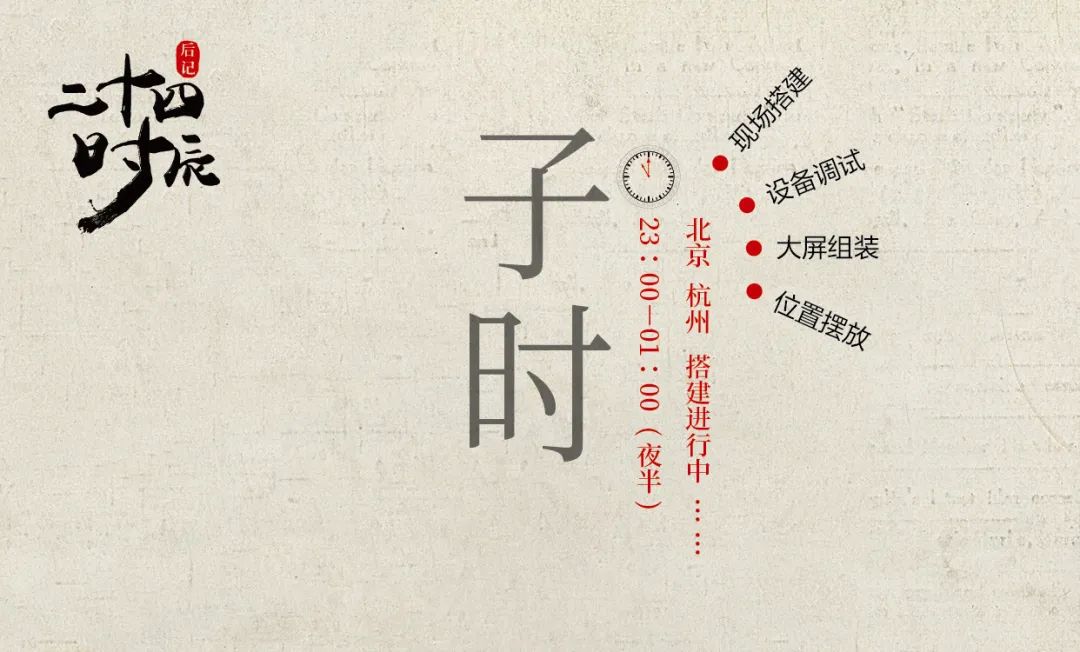 后记
二十四
时辰
子时
23：00—01：00（夜半）
北京 杭州 搭建进行中 ……
现场搭建
设备调试
大屏组装
位置摆放